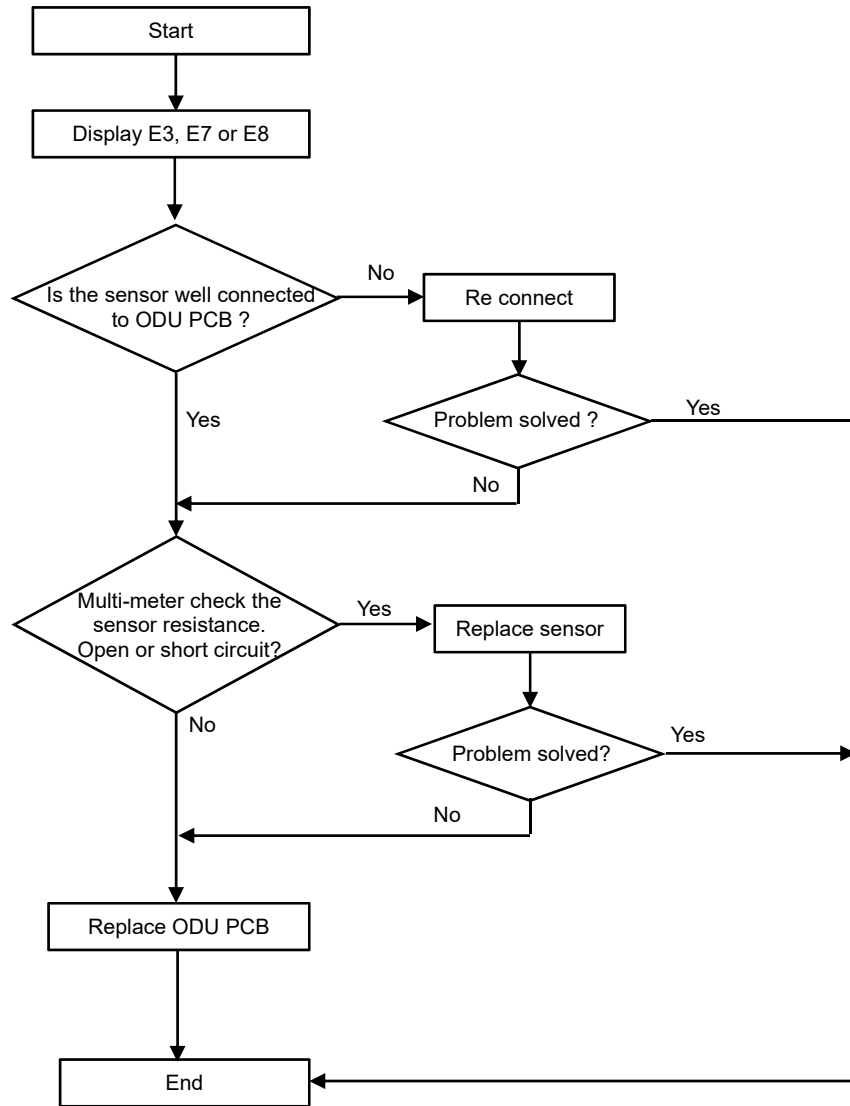 Start
Display E3, E7 or E8
Is the sensor well connected
to ODU PCB ?
No
Re connect
Yes
Problem solved ?
Yes
No
Multi-meter check the
sensor resistance.
Open or short circuit?
Yes
Replace sensor
No
Problem solved?
Yes
No
Replace ODU PCB
End